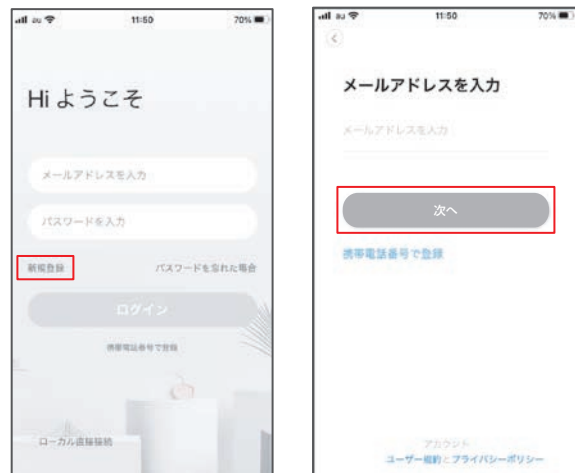 au 11:50 70%
Hi ようこそ
メールアドレスを入力
パスワードを入力
新規登録 パスワードを忘れた場合
ログイン
携帯電話番号で登録
ローカル直接接続
au 11:50 70%
メールアドレスを入力
メールアドレスを入力
次へ
携帯電話番号で登録
アカウント
ユーザー規約とプライバシーポリシー